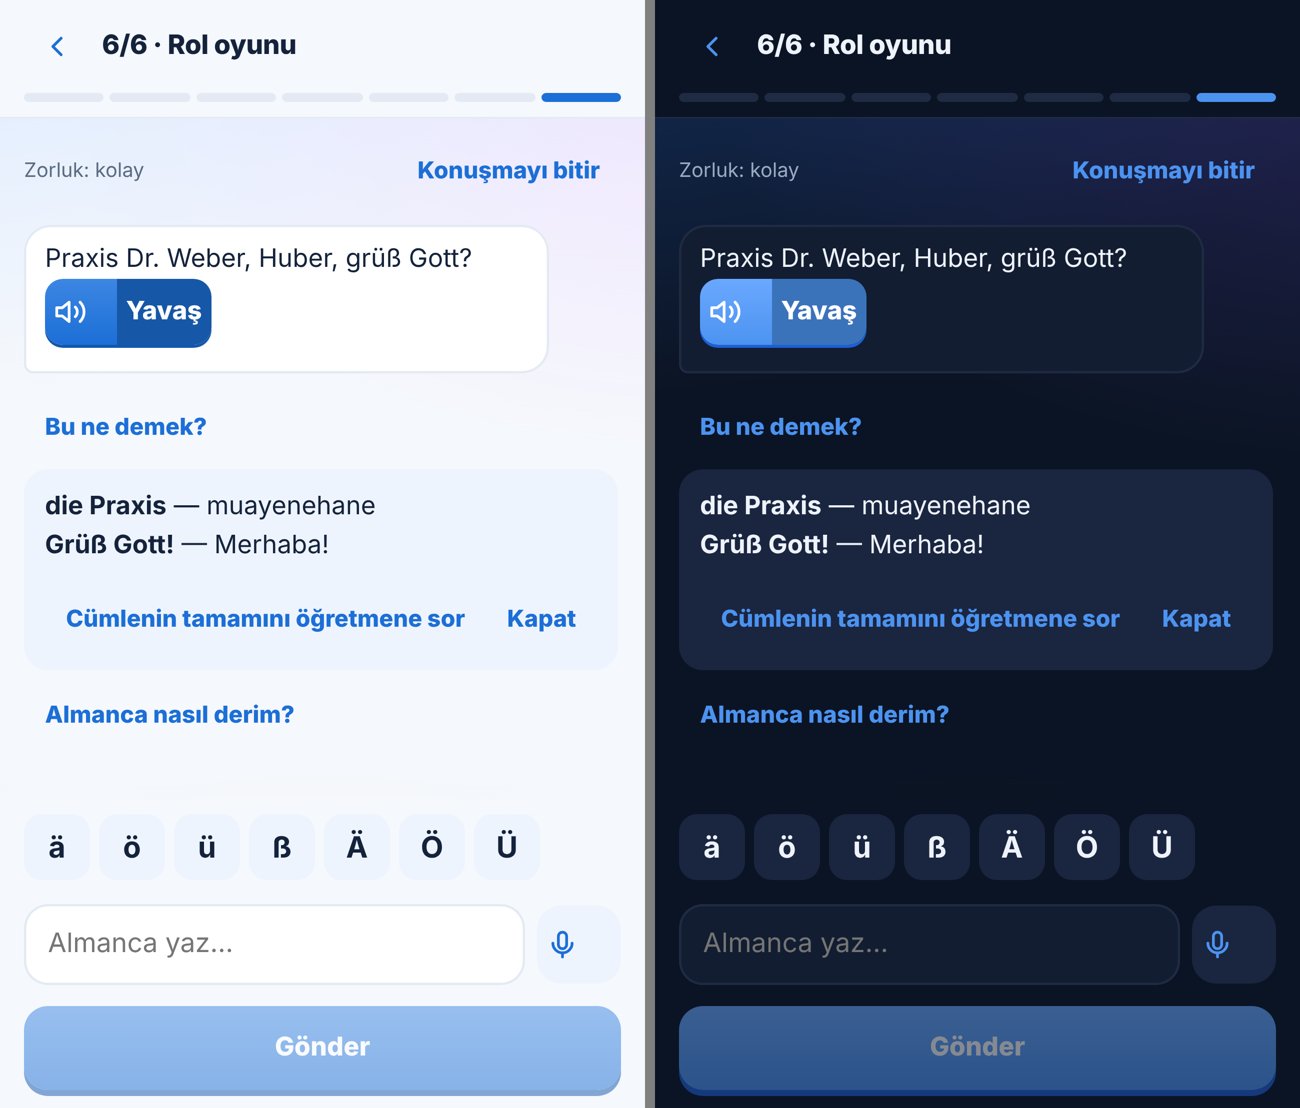 6/6 · Rol oyunu
Zorluk: kolay
Konuşmayı bitir
Praxis Dr. Weber, Huber, grüß Gott?
Yavaş
Bu ne demek?
die Praxis — muayenehane
Grüß Gott! — Merhaba!
Cümlenin tamamını öğretmene sor
Kapat
Almanca nasıl derim?
ä ö ü ß Ä Ö Ü
Almanca yaz...
Gönder
6/6 · Rol oyunu
Zorluk: kolay
Konuşmayı bitir
Praxis Dr. Weber, Huber, grüß Gott?
Yavaş
Bu ne demek?
die Praxis — muayenehane
Grüß Gott! — Merhaba!
Cümlenin tamamını öğretmene sor
Kapat
Almanca nasıl derim?
ä ö ü ß Ä Ö Ü
Almanca yaz...
Gönder